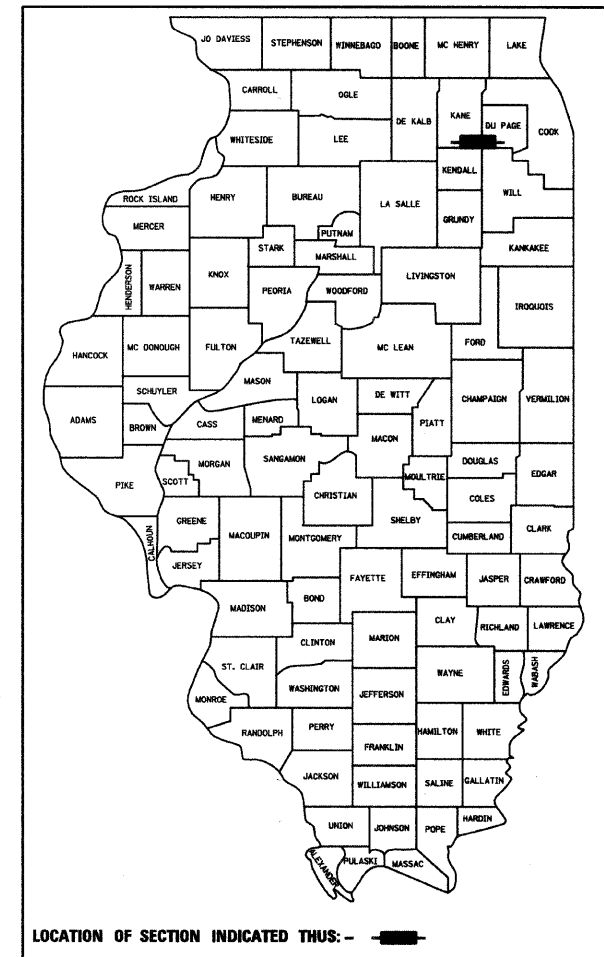 JO DAVIESS
STEPHENSON
WINNEBAGO
BOONE
MC HENRY
LAKE
CARROLL
OGLE
DE KALB
KANE
DU PAGE
COOK
WHITESIDE
LEE
KENDALL
WILL
ROCK ISLAND
HENRY
BUREAU
LA SALLE
GRUNDY
MERCER
PUTNAM
KANKAKEE
STARK
MARSHALL
HENDERSON
WARREN
KNOX
PEORIA
WOODFORD
LIVINGSTON
IROQUOIS
HANCOCK
MC DONOUGH
FULTON
TAZEWELL
MC LEAN
FORD
MASON
SCHUYLER
LOGAN
DE WITT
CHAMPAIGN
VERMILION
ADAMS
BROWN
CASS
MENARD
MACON
PIATT
SANGAMON
MORGAN
DOUGLAS
EDGAR
PIKE
SCOTT
CHRISTIAN
MOULTRIE
COLES
SHELBY
CALHOUN
GREENE
MACOUPIN
MONTGOMERY
CUMBERLAND
CLARK
JERSEY
FAYETTE
EFFINGHAM
JASPER
CRAWFORD
MADISON
BOND
CLAY
RICHLAND
LAWRENCE
CLINTON
MARION
ST. CLAIR
WAYNE
EDWARDS
WABASH
WASHINGTON
JEFFERSON
MONROE
RANDOLPH
PERRY
HAMILTON
WHITE
FRANKLIN
JACKSON
WILLIAMSON
SALINE
GALLATIN
UNION
JOHNSON
POPE
HARDIN
ALEXANDER
PULASKI
MASSAC
LOCATION OF SECTION INDICATED THUS: -